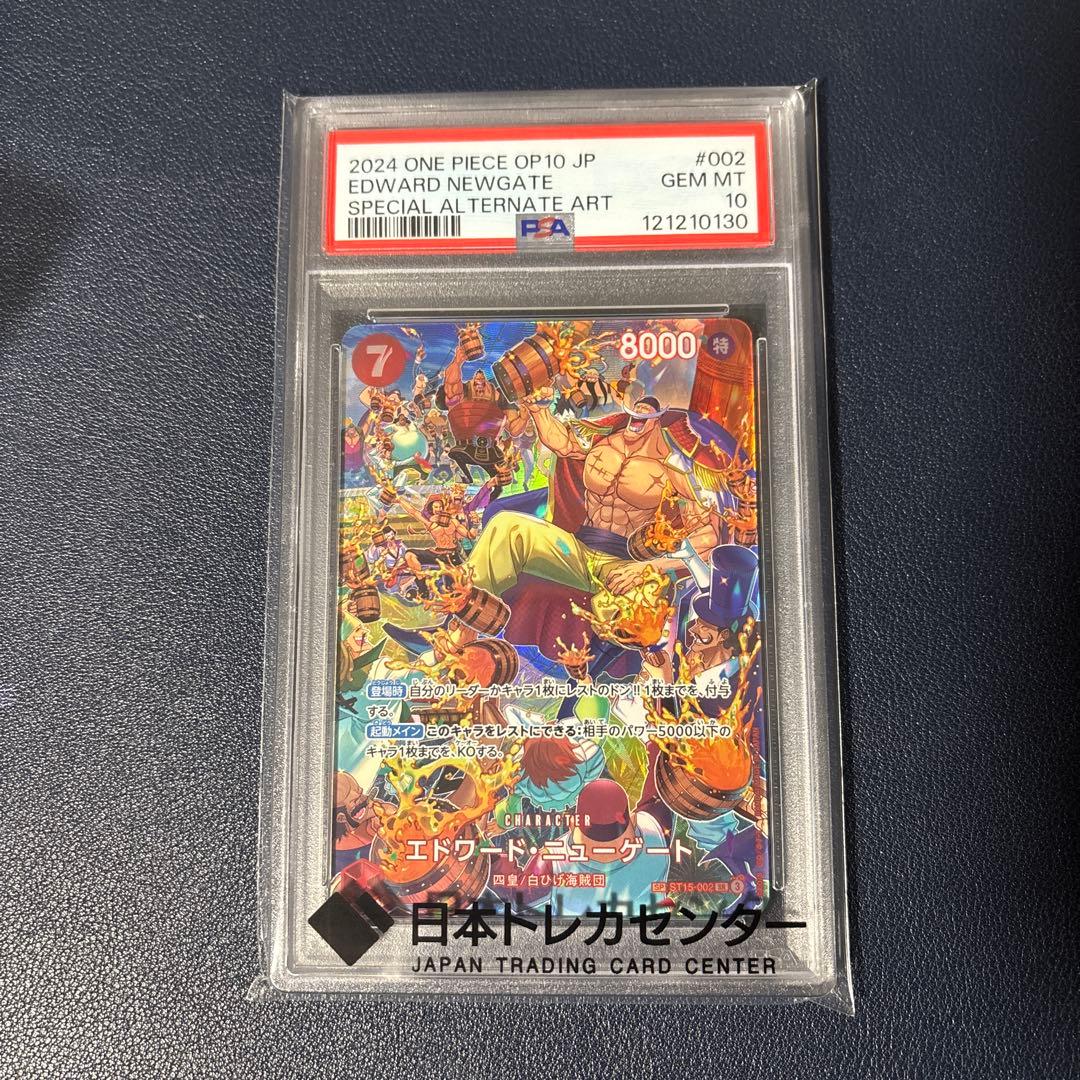 2024 ONE PIECE OP10 JP #002
EDWARD NEWGATE GEM MT
SPECIAL ALTERNATE ART 10
PSA 121210130
7 8000 特
登場時 自分のリーダーかキャラ1枚にレストのドン!!1枚までを、付与
する。
起動メイン このキャラをレストにできる:相手のパワー5000以下の
キャラ1枚までを、KOする。
CHARACTER
エドワード・ニューゲート
四皇/白ひげ海賊団 SP ST15-002 SR 3
日本トレカセンター
JAPAN TRADING CARD CENTER